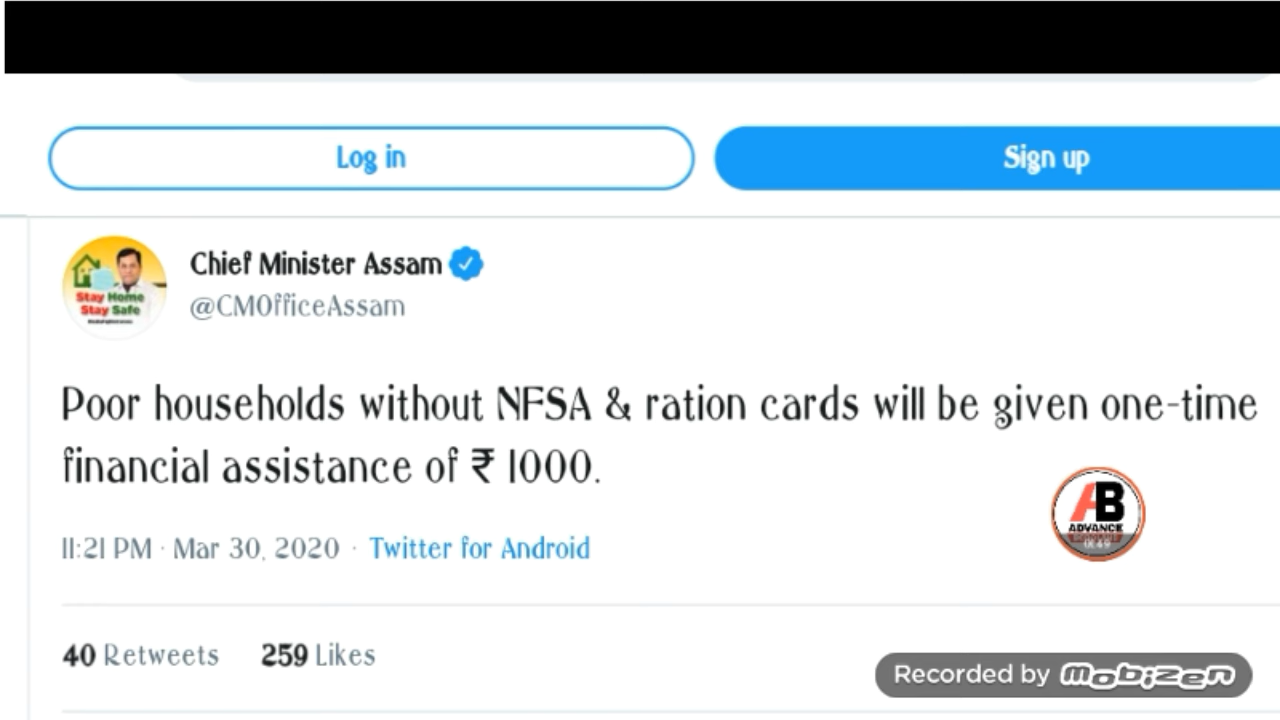 Log in
Sign up
Chief Minister Assam
@CMOfficeAssam
Stay Home
Stay Safe
Poor households without NFSA & ration cards will be given one-time
financial assistance of ₹ 1000.
AB
ADVANCE
11:21 PM · Mar 30, 2020 · Twitter for Android
40 Retweets 259 Likes
Recorded by mobizen